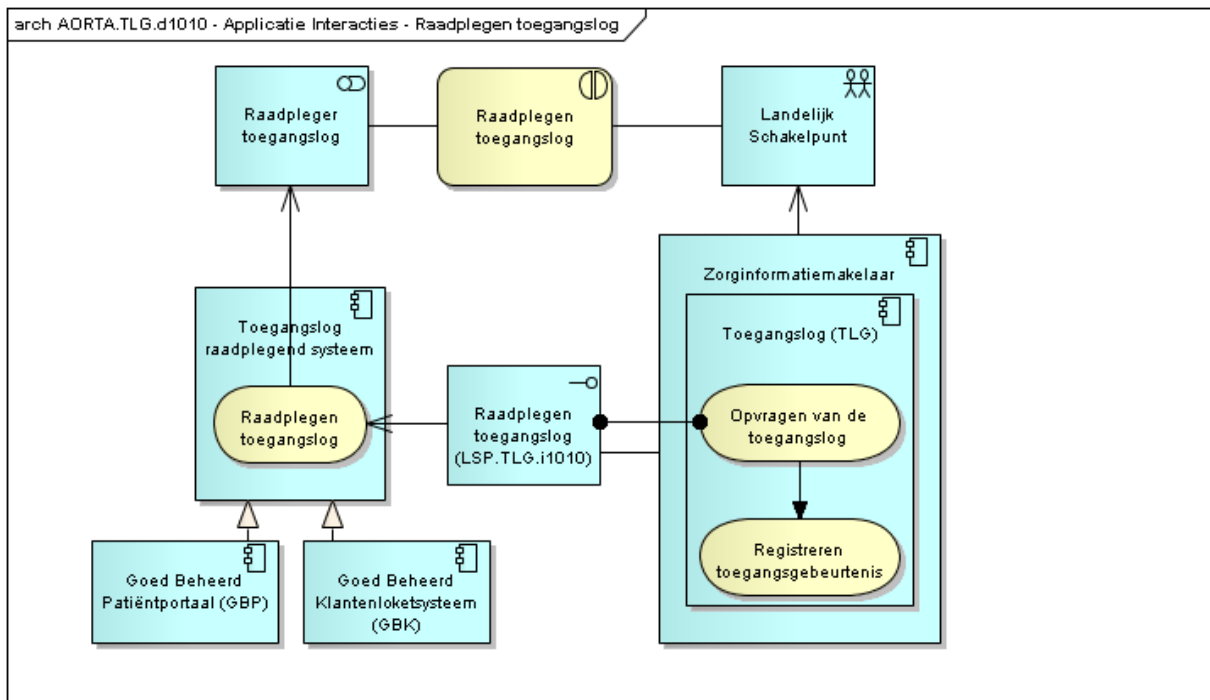 arch AORTA.TLG.d1010 - Applicatie Interacties - Raadplegen toegangslog
Raadpleger
toegangslog
Raadplegen
toegangslog
Landelijk
Schakelpunt
Zorginformatiemakelaar
Toegangslog
raadplegend systeem
Toegangslog (TLG)
Raadplegen
toegangslog
Raadplegen
toegangslog
(LSP.TLG.i1010)
Opvragen van de
toegangslog
Registreren
toegangsgebeurtenis
Goed Beheerd
Patiëntportaal (GBP)
Goed Beheerd
Klantenloketsysteem
(GBK)